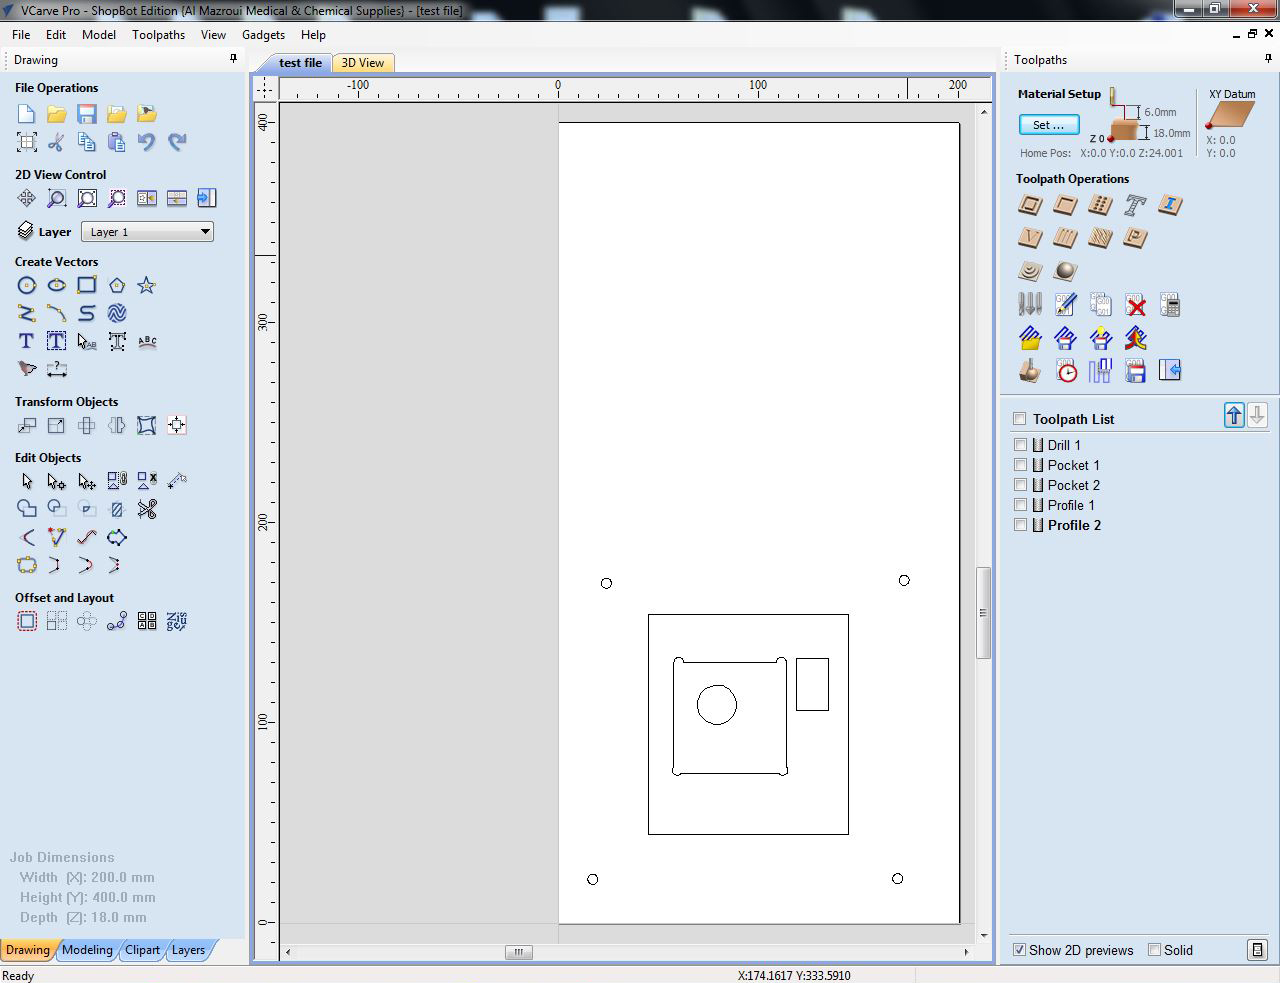 VCarve Pro - ShopBot Edition {Al Mazroui Medical & Chemical Supplies} - [test file]
File Edit Model Toolpaths View Gadgets Help
Drawing
File Operations
2D View Control
Layer Layer 1
Create Vectors
Transform Objects
Edit Objects
Offset and Layout
Job Dimensions
Width (X): 200.0 mm
Height (Y): 400.0 mm
Depth (Z): 18.0 mm
Drawing Modeling Clipart Layers
Ready
test file 3D View
-100 0 100 200
400
300
200
100
0
X:174.1617 Y:333.5910
Toolpaths
Material Setup
Set ...
6.0mm
18.0mm
Z 0
Home Pos: X:0.0 Y:0.0 Z:24.001
XY Datum
X: 0.0
Y: 0.0
Toolpath Operations
Toolpath List
Drill 1
Pocket 1
Pocket 2
Profile 1
Profile 2
Show 2D previews Solid